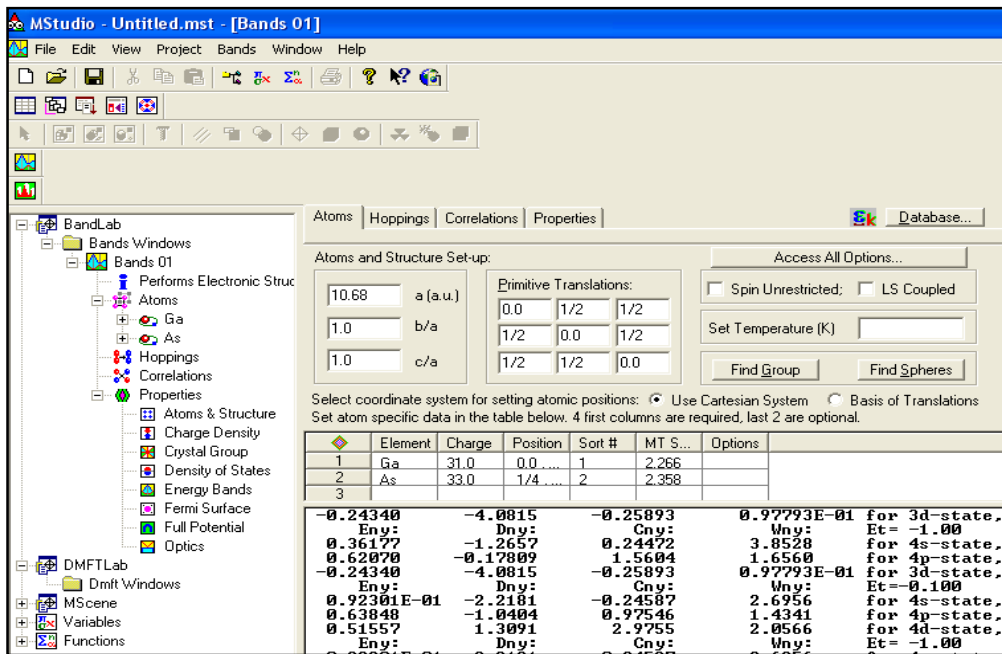 MStudio - Untitled.mst - [Bands 01]
File Edit View Project Bands Window Help
BandLab
Bands Windows
Bands 01
Performs Electronic Struc
Atoms
Ga
As
Hoppings
Correlations
Properties
Atoms & Structure
Charge Density
Crystal Group
Density of States
Energy Bands
Fermi Surface
Full Potential
Optics
DMFTLab
Dmft Windows
MScene
Variables
Functions
Atoms Hoppings Correlations Properties Database...
Atoms and Structure Set-up: Access All Options...
10.68 a (a.u.)
1.0 b/a
1.0 c/a
Primitive Translations:
0.0 1/2 1/2
1/2 0.0 1/2
1/2 1/2 0.0
Spin Unrestricted; LS Coupled
Set Temperature (K)
Find Group Find Spheres
Select coordinate system for setting atomic positions: Use Cartesian System Basis of Translations
Set atom specific data in the table below. 4 first columns are required, last 2 are optional.
Element Charge Position Sort # MT S... Options
1 Ga 31.0 0.0 .... 1 2.266
2 As 33.0 1/4 .... 2 2.358
3
-0.24340 -4.0815 -0.25893 0.97793E-01 for 3d-state,
Eny: Dny: Cny: Wny: Et= -1.00
0.36177 -1.2657 0.24472 3.8528 for 4s-state,
0.62070 -0.17809 1.5604 1.6560 for 4p-state,
-0.24340 -4.0815 -0.25893 0.97793E-01 for 3d-state,
Eny: Dny: Cny: Wny: Et=-0.100
0.92301E-01 -2.2181 -0.24587 2.6956 for 4s-state,
0.63848 -1.0404 0.97546 1.4341 for 4p-state,
0.51557 1.3091 2.9755 2.0566 for 4d-state,
Eny: Dny: Cny: Wny: Et= -1.00